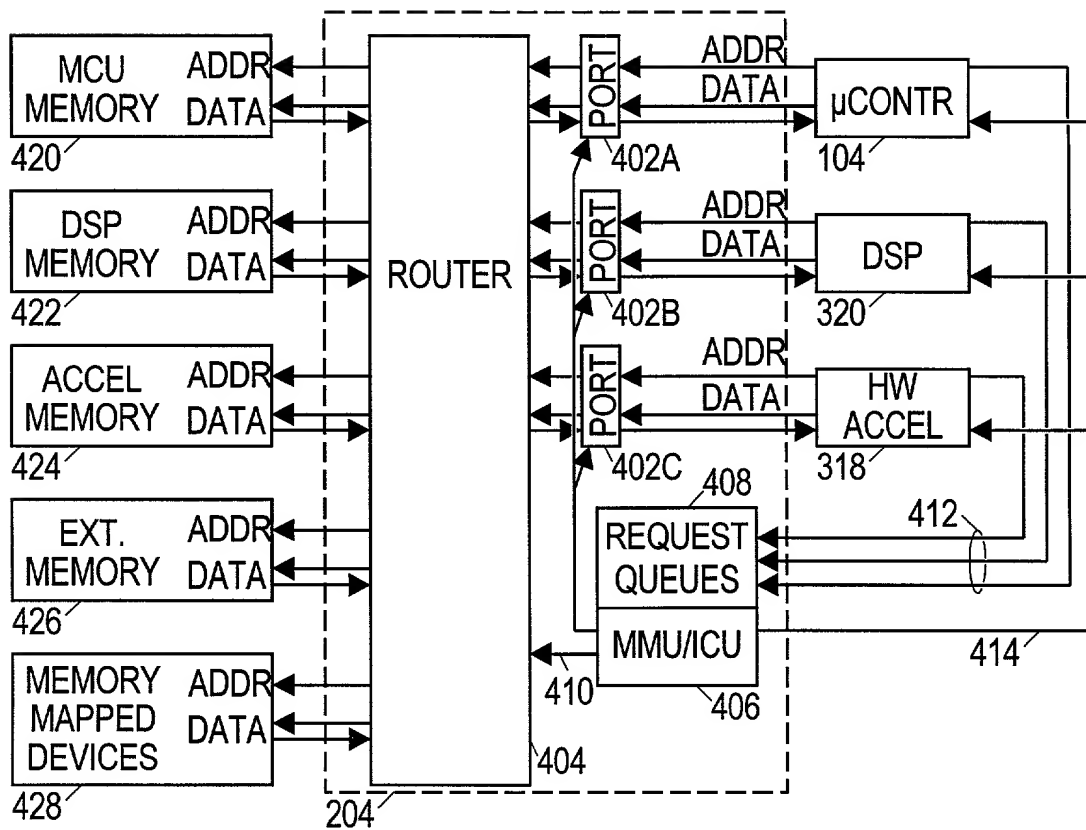 MCU
MEMORY
ADDR
DATA
420
DSP
MEMORY
ADDR
DATA
422
ACCEL
MEMORY
ADDR
DATA
424
EXT.
MEMORY
ADDR
DATA
426
MEMORY
MAPPED
DEVICES
ADDR
DATA
428
ROUTER
404
204
PORT
402A
PORT
402B
PORT
402C
ADDR
DATA
µCONTR
104
ADDR
DATA
DSP
320
ADDR
DATA
HW
ACCEL
318
408
REQUEST
QUEUES
MMU/ICU
406
410
412
414